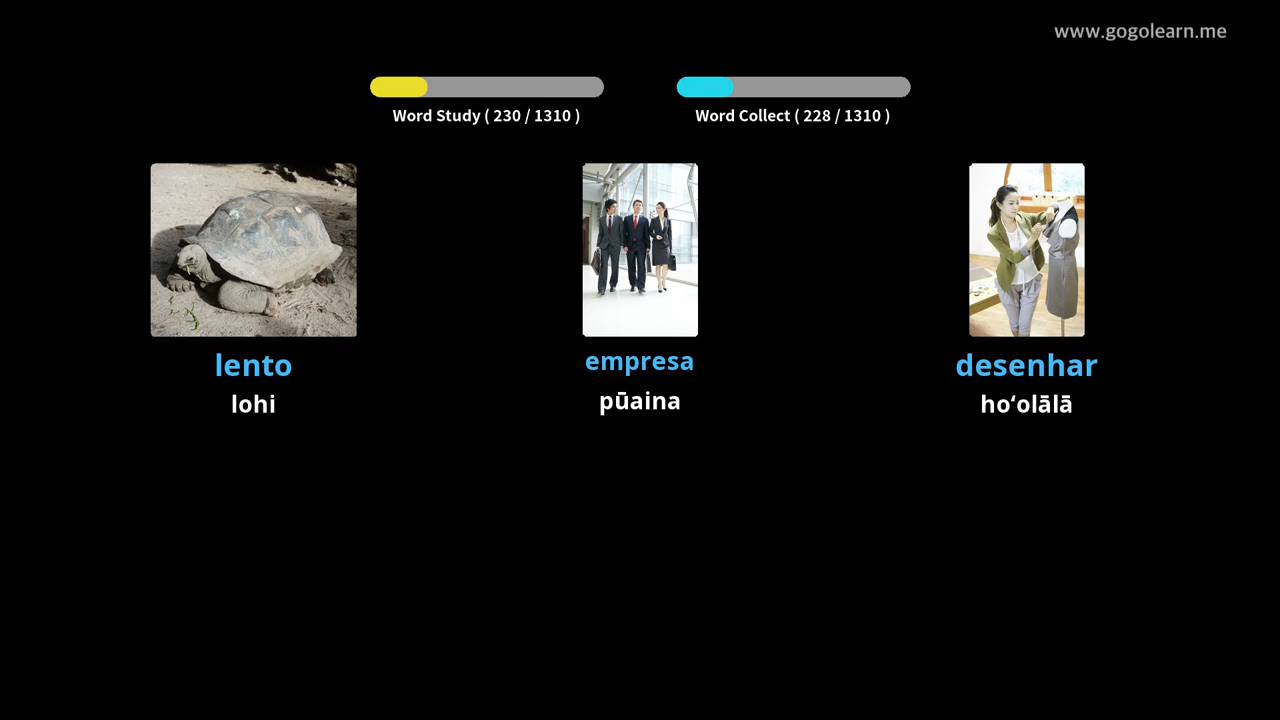 www.gogolearn.me
Word Study ( 230 / 1310 )
Word Collect ( 228 / 1310 )
lento
lohi
empresa
pūaina
desenhar
hoʻolālā